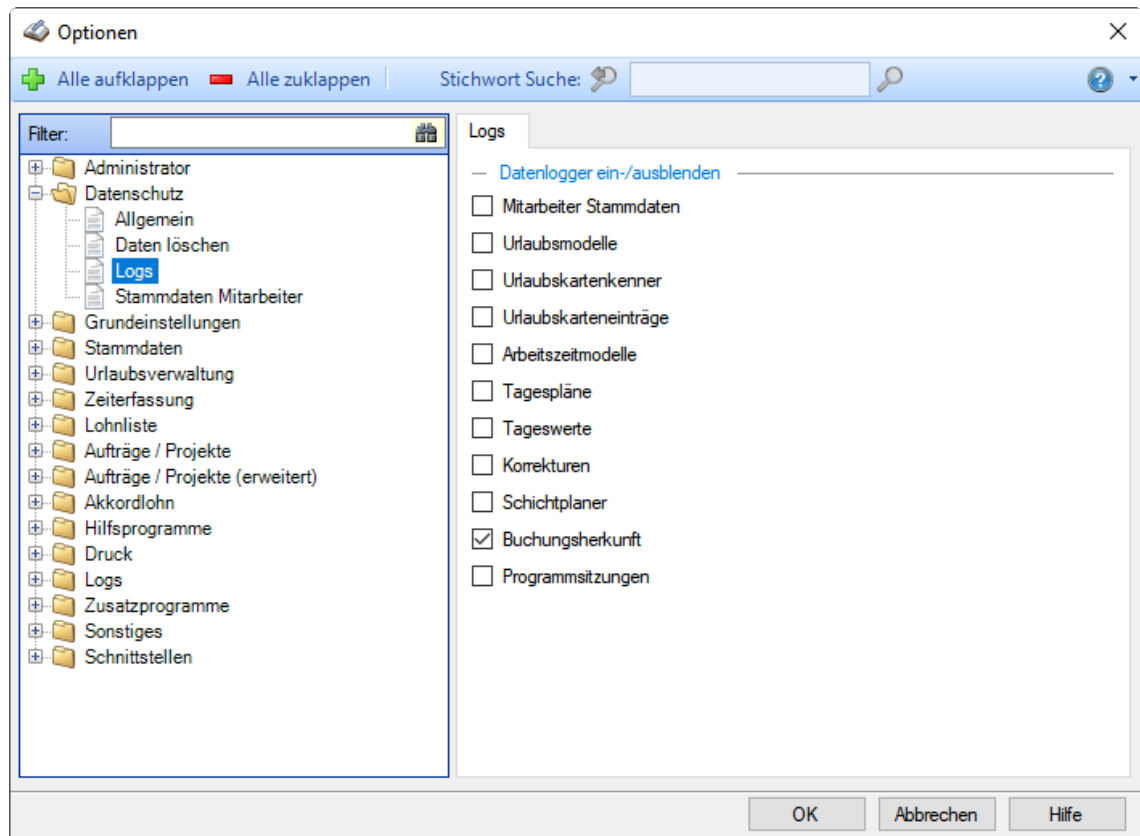 Optionen
Alle aufklappen Alle zuklappen Stichwort Suche:
Filter:
Administrator
Datenschutz
Allgemein
Daten löschen
Logs
Stammdaten Mitarbeiter
Grundeinstellungen
Stammdaten
Urlaubsverwaltung
Zeiterfassung
Lohnliste
Aufträge / Projekte
Aufträge / Projekte (erweitert)
Akkordlohn
Hilfsprogramme
Druck
Logs
Zusatzprogramme
Sonstiges
Schnittstellen
Logs
Datenlogger ein-/ausblenden
Mitarbeiter Stammdaten
Urlaubsmodelle
Urlaubskartenkenner
Urlaubskarteneinträge
Arbeitszeitmodelle
Tagespläne
Tageswerte
Korrekturen
Schichtplaner
Buchungsherkunft
Programmsitzungen
OK Abbrechen Hilfe